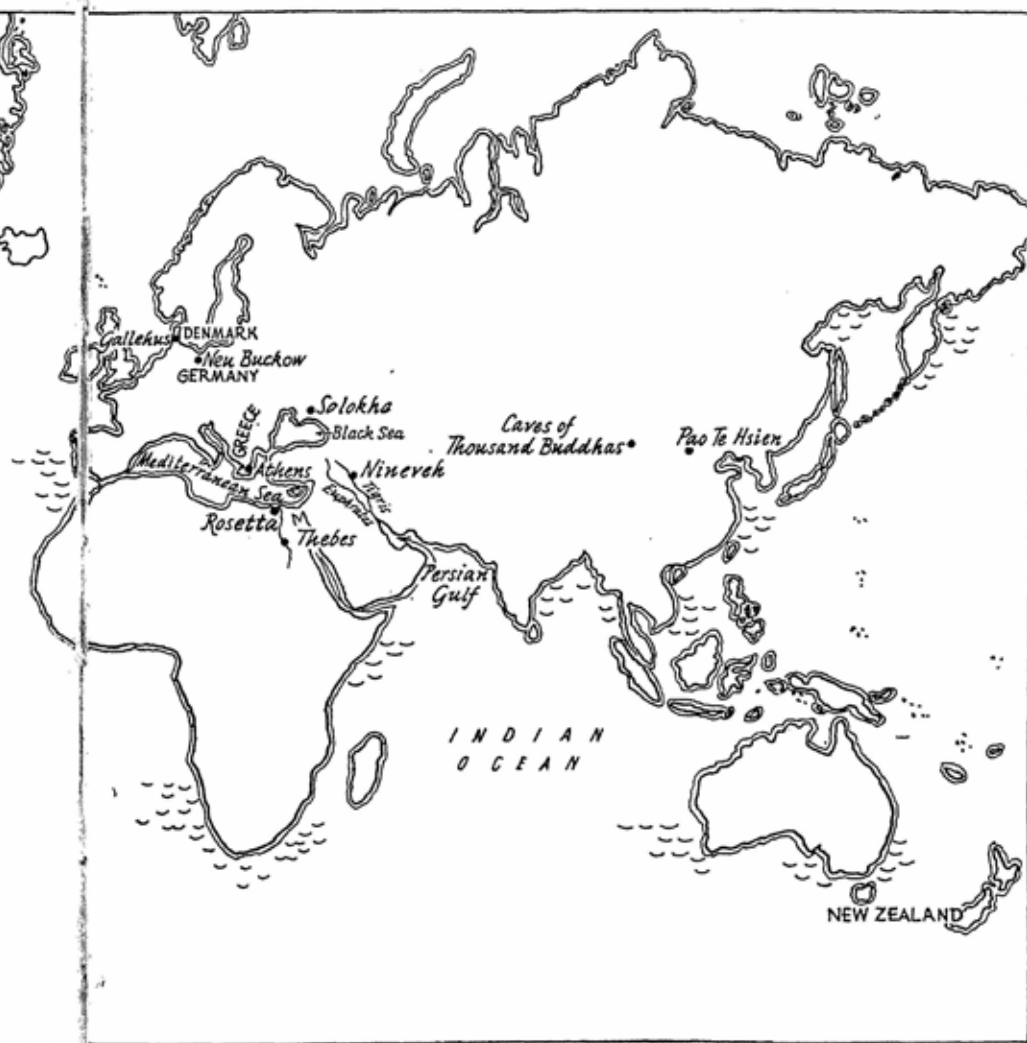 DENMARK
Gallehus
Neu Buckow
GERMANY
Solokha
GREECE
Black Sea
Caves of
Thousand Buddhas
Pao Te Hsien
Athens
Mediterranean Sea
Nineveh
Tigris
Euphrates
Rosetta
Thebes
Persian
Gulf
INDIAN
OCEAN
NEW ZEALAND